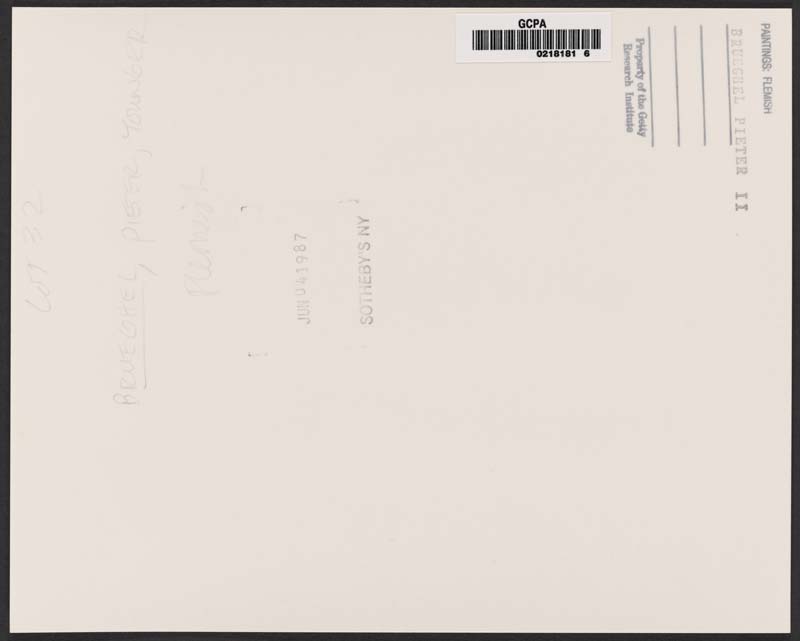 GCPA
0218181 6
PAINTINGS: FLEMISH
BRUEGHEL PIETER II
Property of the Getty
Research Institute
SOTHEBY'S NY
JUN 04 1987
Flemish
BRUEGHEL, PIETER, YOUNGER
LOT 32